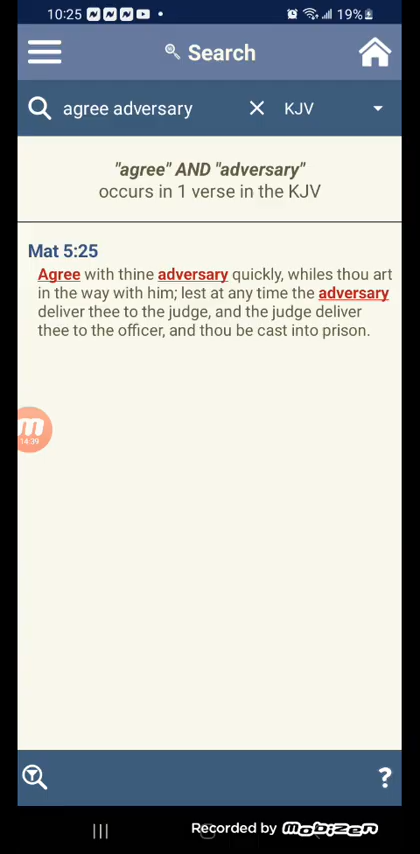 10:25 19%
Search
agree adversary KJV
"agree" AND "adversary"
occurs in 1 verse in the KJV
Mat 5:25
Agree with thine adversary quickly, whiles thou art
in the way with him; lest at any time the adversary
deliver thee to the judge, and the judge deliver
thee to the officer, and thou be cast into prison.
14:39
?
Recorded by mobizen